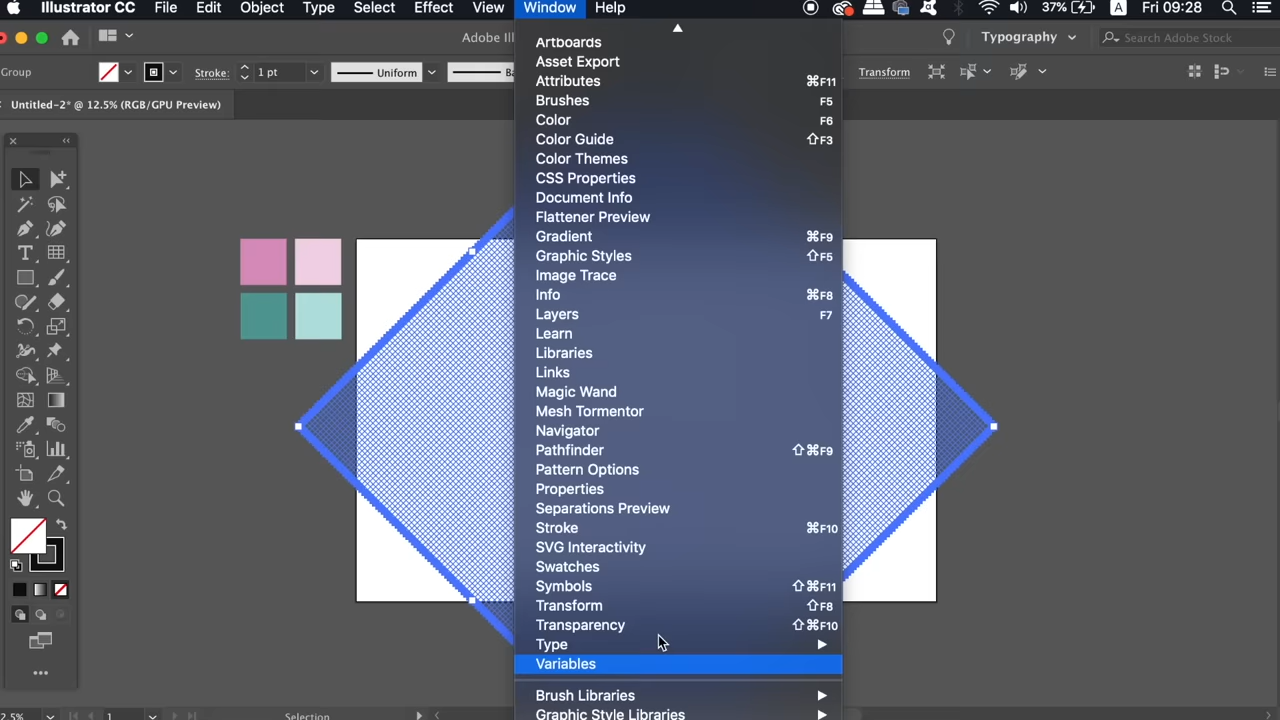 Illustrator CC File Edit Object Type Select Effect View Window Help 37% A Fri 09:28
Adobe Ill Typography Search Adobe Stock
Group Stroke: 1 pt Uniform Ba Transform
Untitled-2* @ 12.5% (RGB/GPU Preview)
Artboards
Asset Export
Attributes ⌘F11
Brushes F5
Color F6
Color Guide ⇧F3
Color Themes
CSS Properties
Document Info
Flattener Preview
Gradient ⌘F9
Graphic Styles ⇧F5
Image Trace
Info ⌘F8
Layers F7
Learn
Libraries
Links
Magic Wand
Mesh Tormentor
Navigator
Pathfinder ⇧⌘F9
Pattern Options
Properties
Separations Preview
Stroke ⌘F10
SVG Interactivity
Swatches
Symbols ⇧⌘F11
Transform ⇧F8
Transparency ⇧⌘F10
Type
Variables
Brush Libraries
Graphic Style Libraries
2.5% 1 Selection